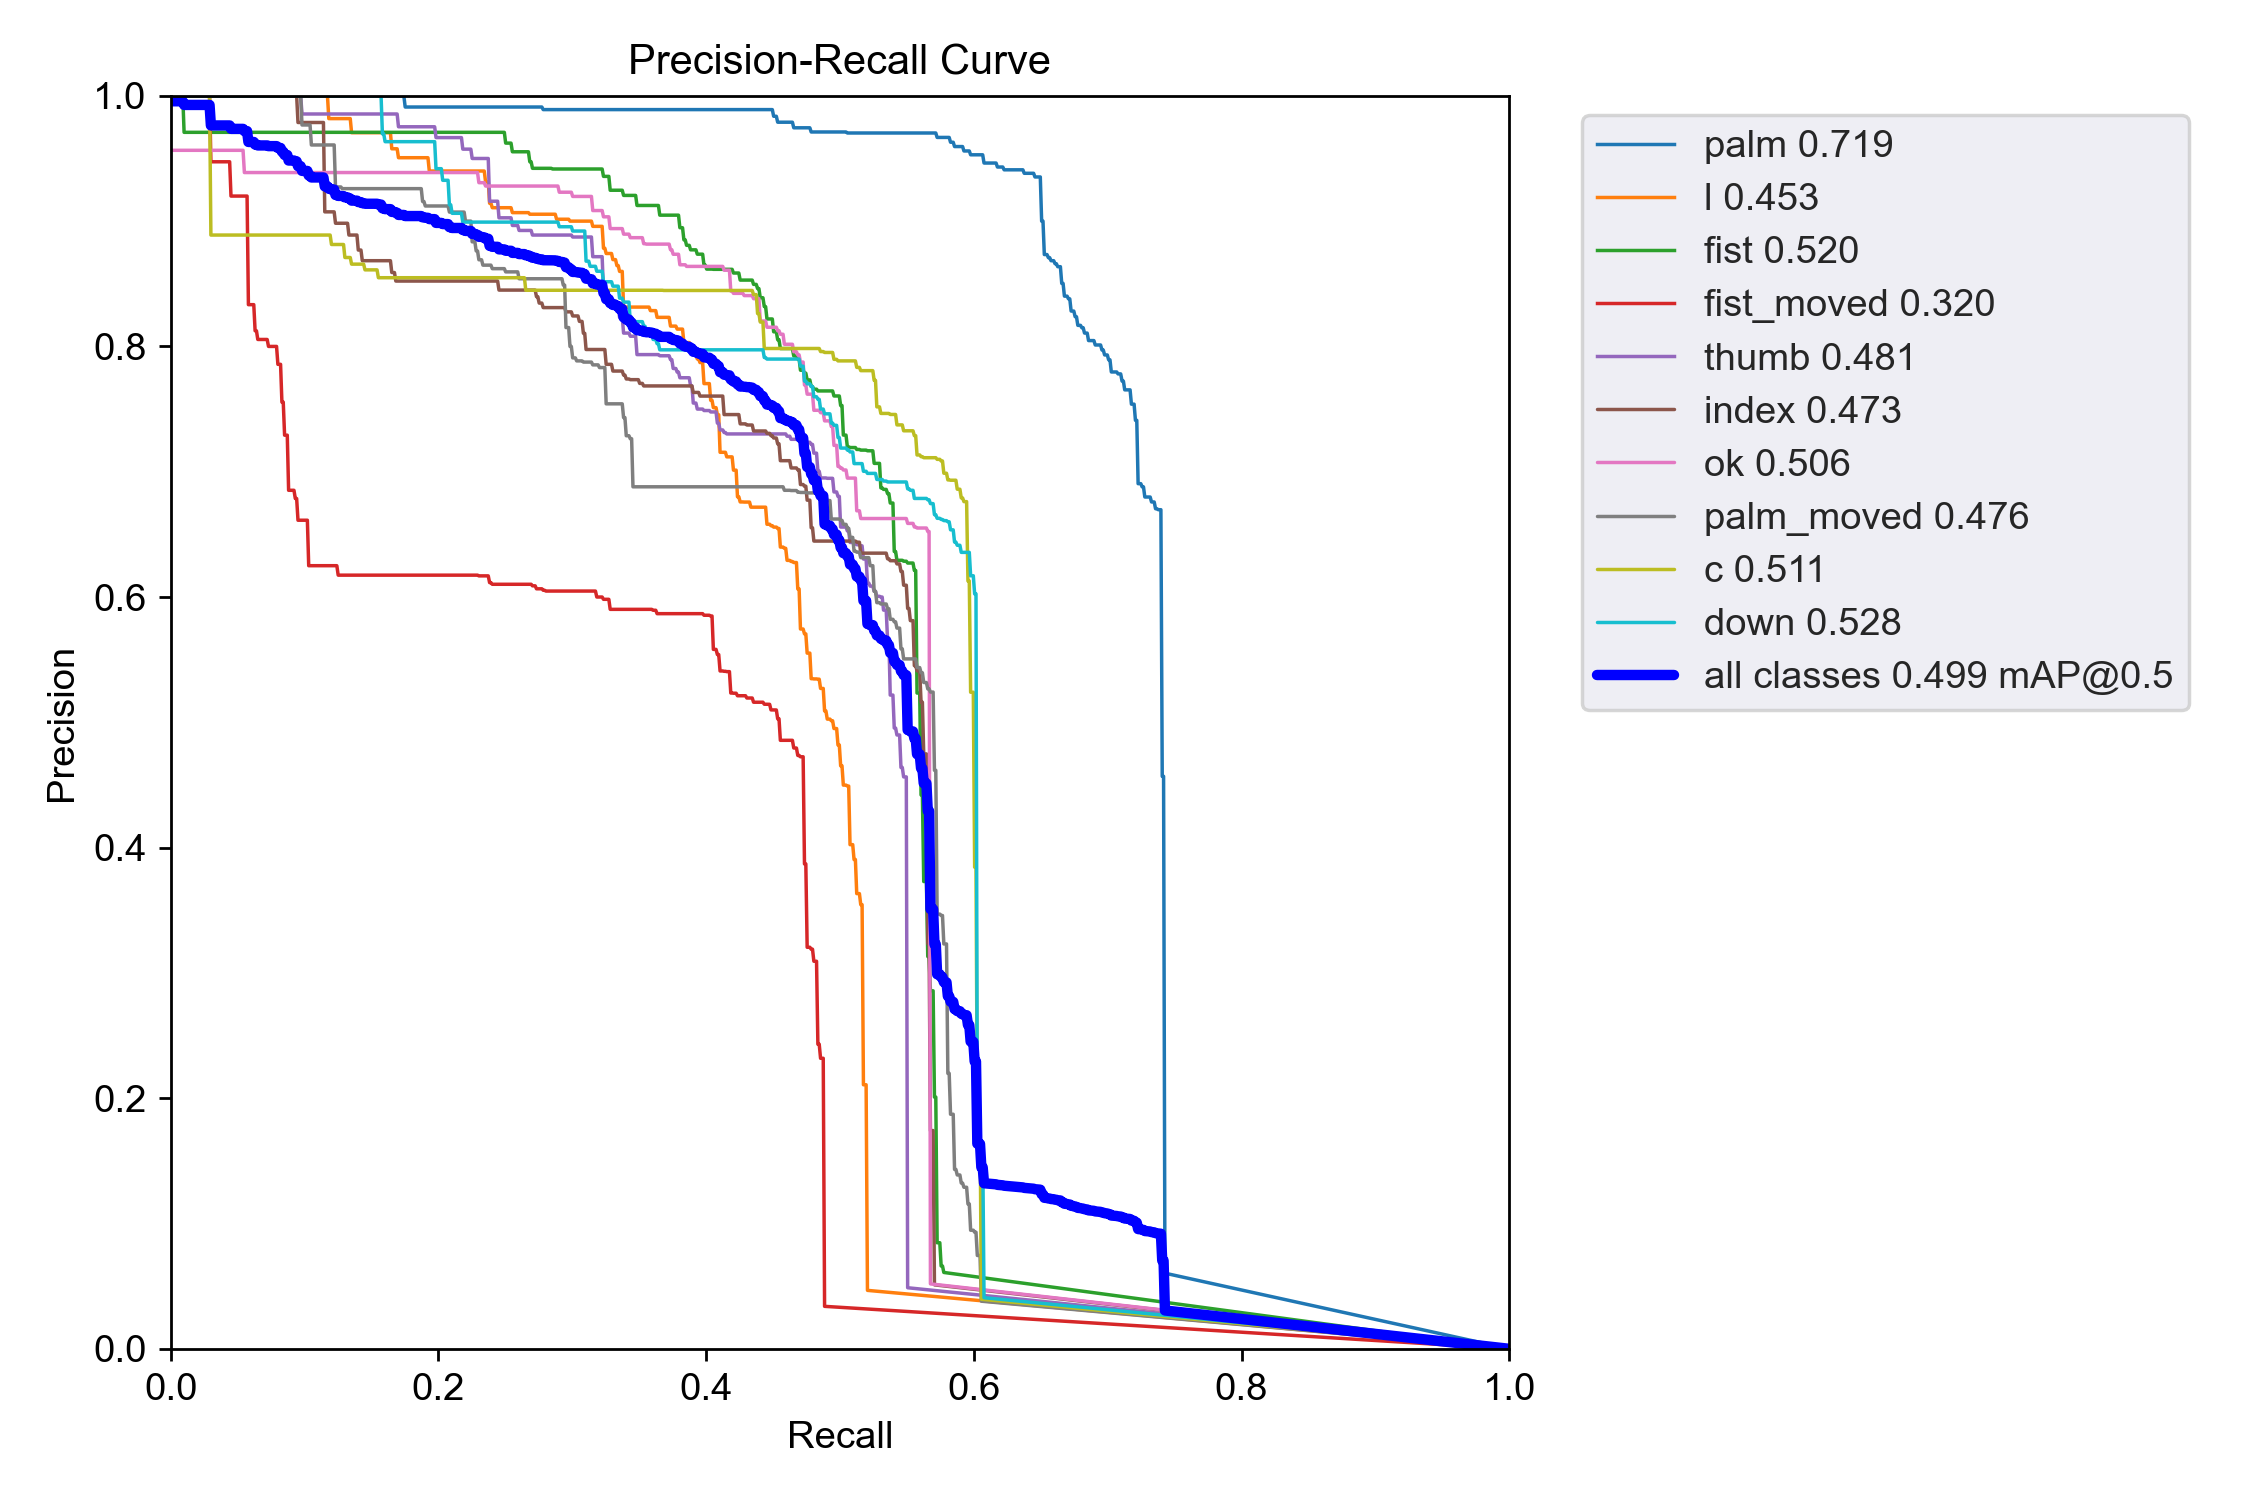 Precision-Recall Curve
1.0
0.8
0.6
0.4
0.2
0.0
Precision
0.0 0.2 0.4 0.6 0.8 1.0
Recall
palm 0.719
l 0.453
fist 0.520
fist_moved 0.320
thumb 0.481
index 0.473
ok 0.506
palm_moved 0.476
c 0.511
down 0.528
all classes 0.499 mAP@0.5